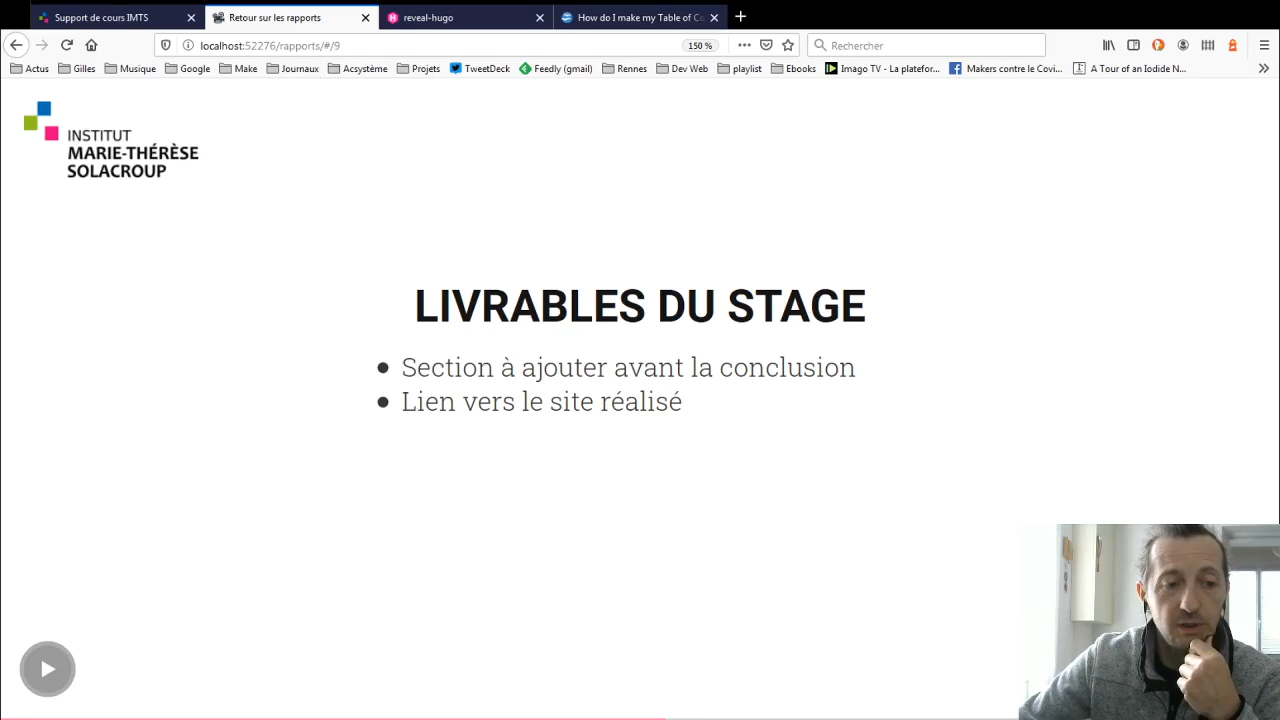 Support de cours IMTS
Retour sur les rapports
reveal-hugo
How do I make my Table of Co
localhost:52276/rapports/#/9
150 %
Rechercher
Actus
Gilles
Musique
Google
Make
Journaux
Acsystème
Projets
TweetDeck
Feedly (gmail)
Rennes
Dev Web
playlist
Ebooks
Imago TV - La platefor...
Makers contre le Covi...
A Tour of an Iodide N...
INSTITUT
MARIE-THÉRÈSE
SOLACROUP
LIVRABLES DU STAGE
Section à ajouter avant la conclusion
Lien vers le site réalisé